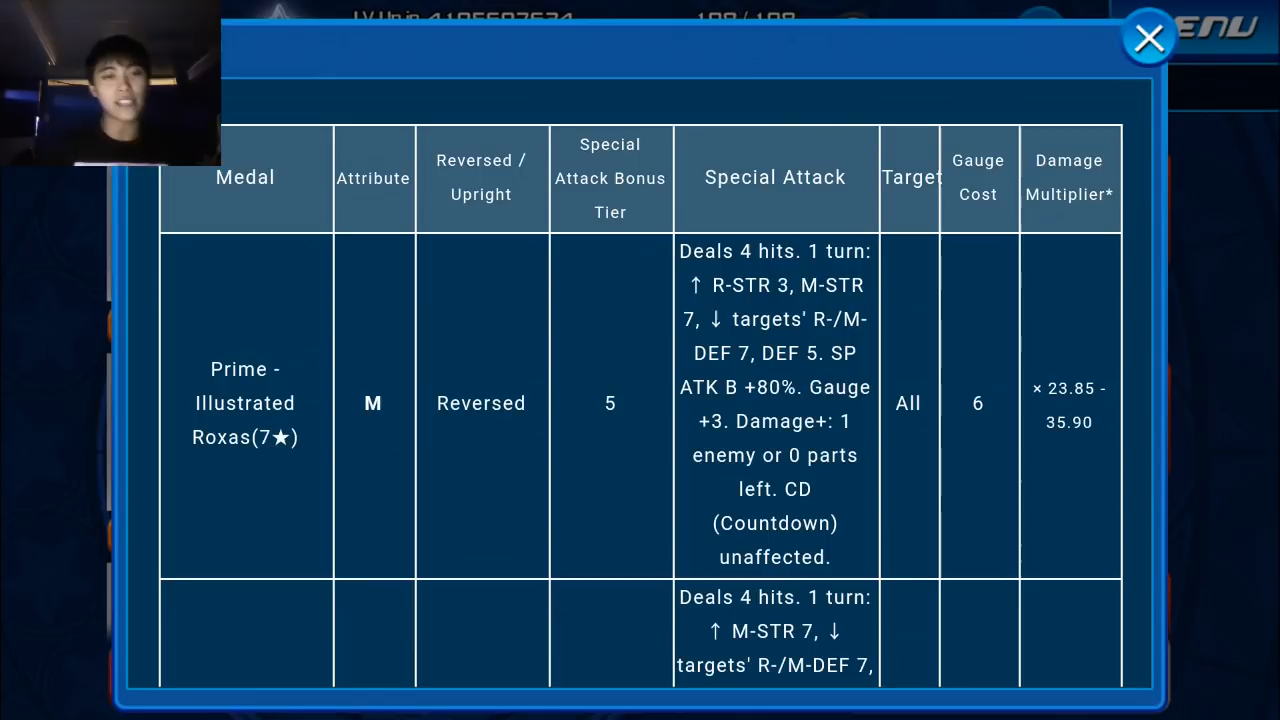 ENU
Medal
Attribute
Reversed /
Upright
Special
Attack Bonus
Tier
Special Attack
Target
Gauge
Cost
Damage
Multiplier*
Prime -
Illustrated
Roxas(7★)
M
Reversed
5
Deals 4 hits. 1 turn:
↑ R-STR 3, M-STR
7, ↓ targets' R-/M-
DEF 7, DEF 5. SP
ATK B +80%. Gauge
+3. Damage+: 1
enemy or 0 parts
left. CD
(Countdown)
unaffected.
All
6
× 23.85 -
35.90
Deals 4 hits. 1 turn:
↑ M-STR 7, ↓
targets' R-/M-DEF 7,